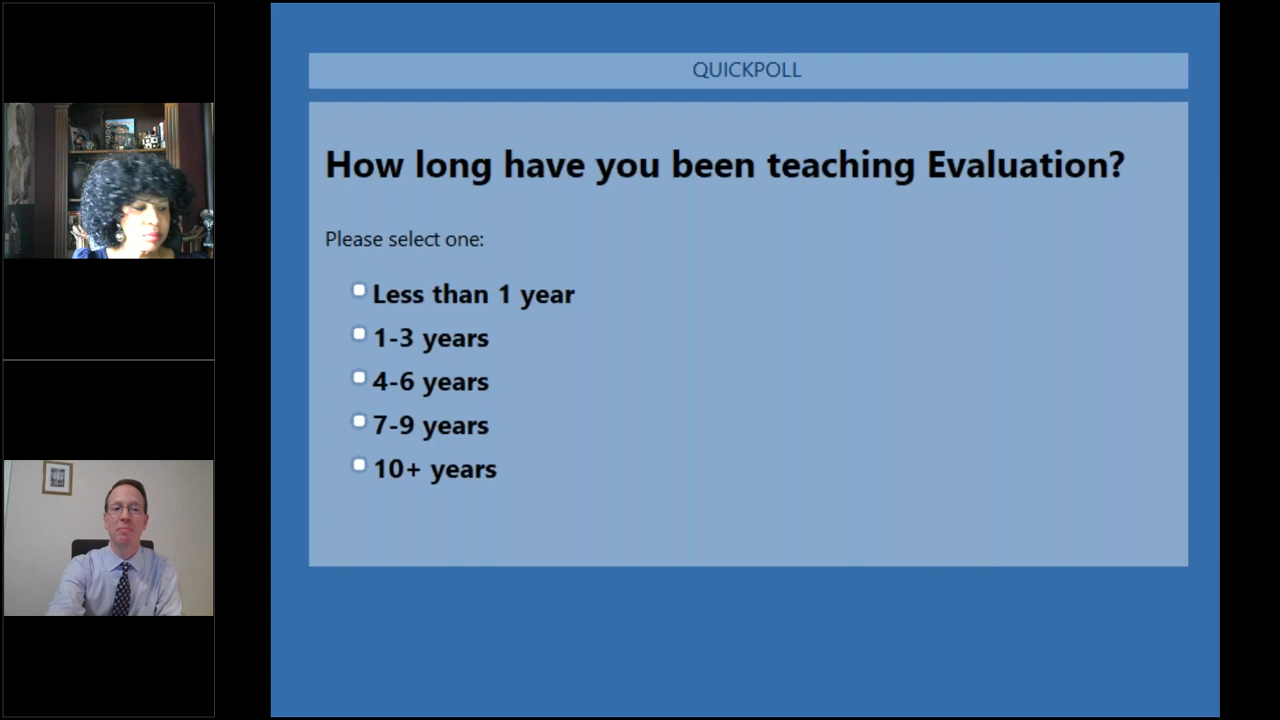 QUICKPOLL
How long have you been teaching Evaluation?
Please select one:
Less than 1 year
1-3 years
4-6 years
7-9 years
10+ years